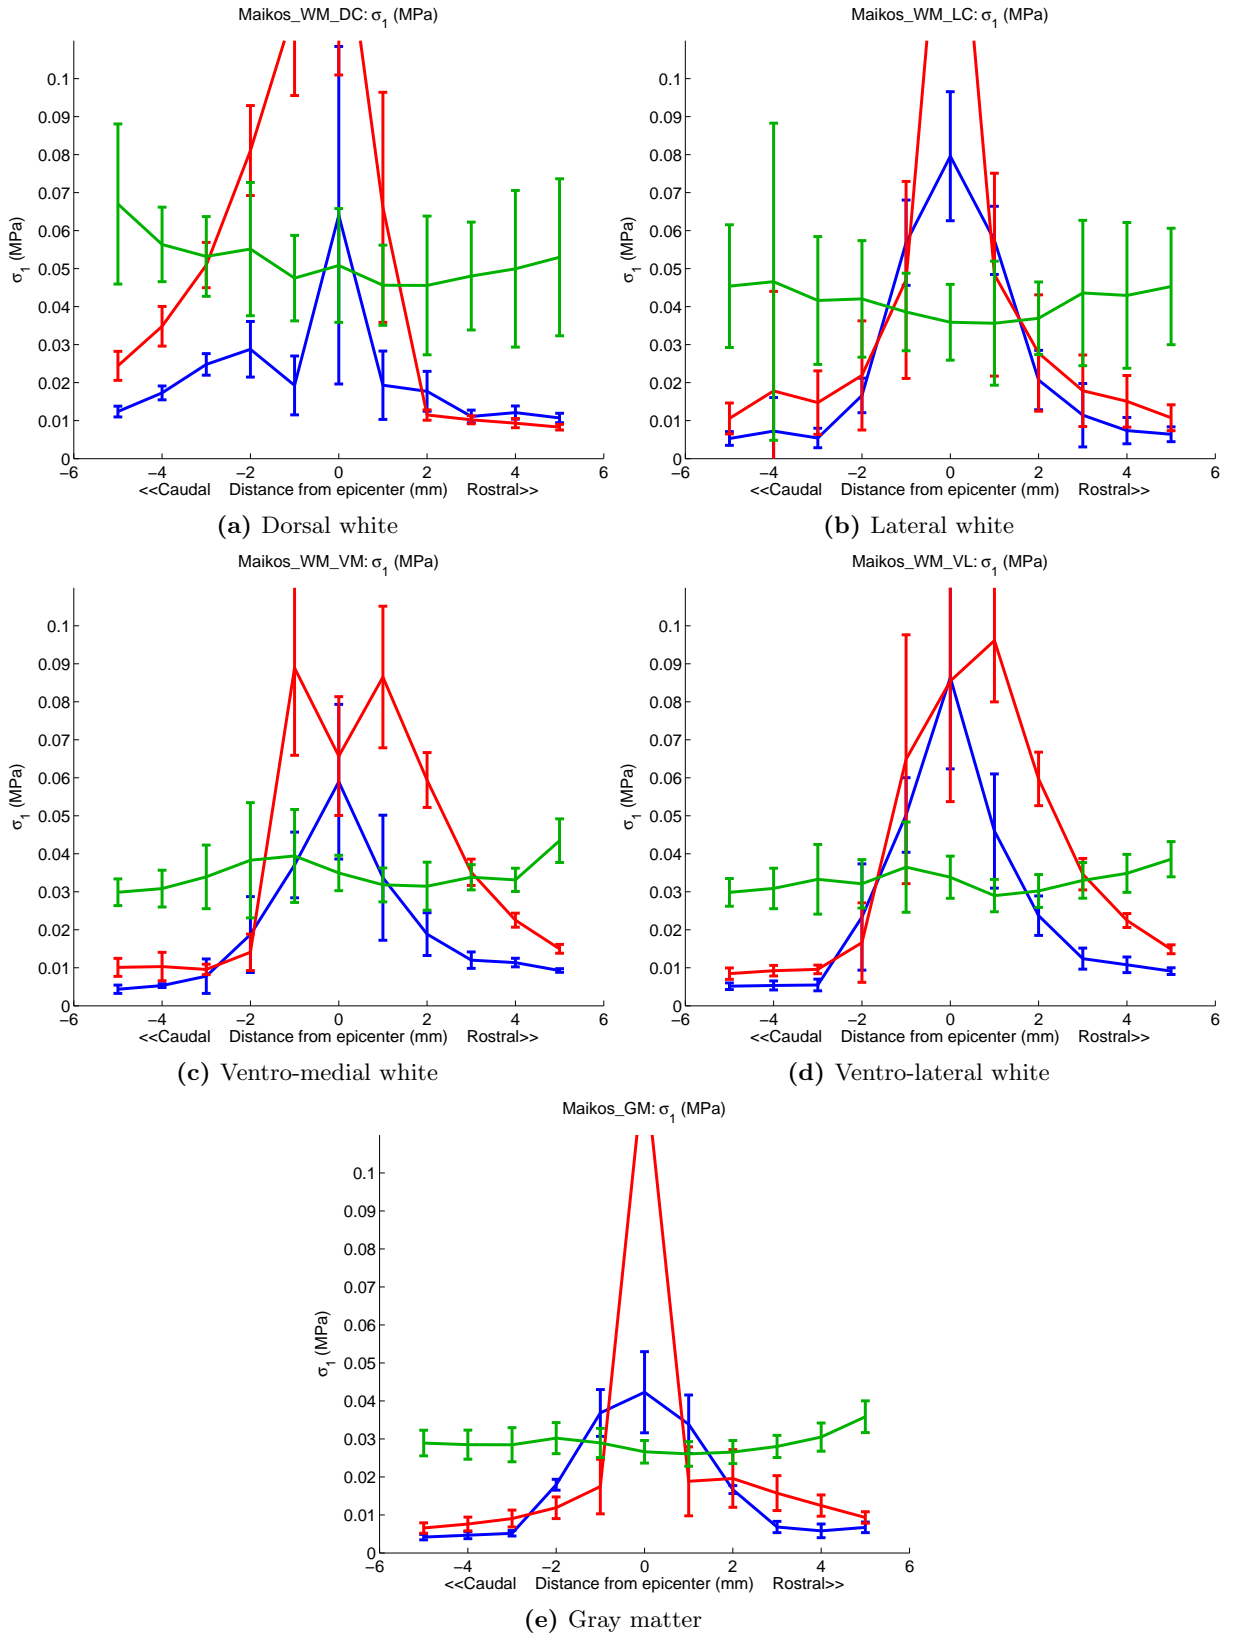 Maikos_WM_DC: σ1 (MPa)
0.1
0.09
0.08
0.07
0.06
0.05
0.04
0.03
0.02
0.01
0
σ1 (MPa)
−6 −4 −2 0 2 4 6
<<Caudal Distance from epicenter (mm) Rostral>>
(a) Dorsal white
Maikos_WM_LC: σ1 (MPa)
0.1
0.09
0.08
0.07
0.06
0.05
0.04
0.03
0.02
0.01
0
σ1 (MPa)
−6 −4 −2 0 2 4 6
<<Caudal Distance from epicenter (mm) Rostral>>
(b) Lateral white
Maikos_WM_VM: σ1 (MPa)
0.1
0.09
0.08
0.07
0.06
0.05
0.04
0.03
0.02
0.01
0
σ1 (MPa)
−6 −4 −2 0 2 4 6
<<Caudal Distance from epicenter (mm) Rostral>>
(c) Ventro-medial white
Maikos_WM_VL: σ1 (MPa)
0.1
0.09
0.08
0.07
0.06
0.05
0.04
0.03
0.02
0.01
0
σ1 (MPa)
−6 −4 −2 0 2 4 6
<<Caudal Distance from epicenter (mm) Rostral>>
(d) Ventro-lateral white
Maikos_GM: σ1 (MPa)
0.1
0.09
0.08
0.07
0.06
0.05
0.04
0.03
0.02
0.01
0
σ1 (MPa)
−6 −4 −2 0 2 4 6
<<Caudal Distance from epicenter (mm) Rostral>>
(e) Gray matter